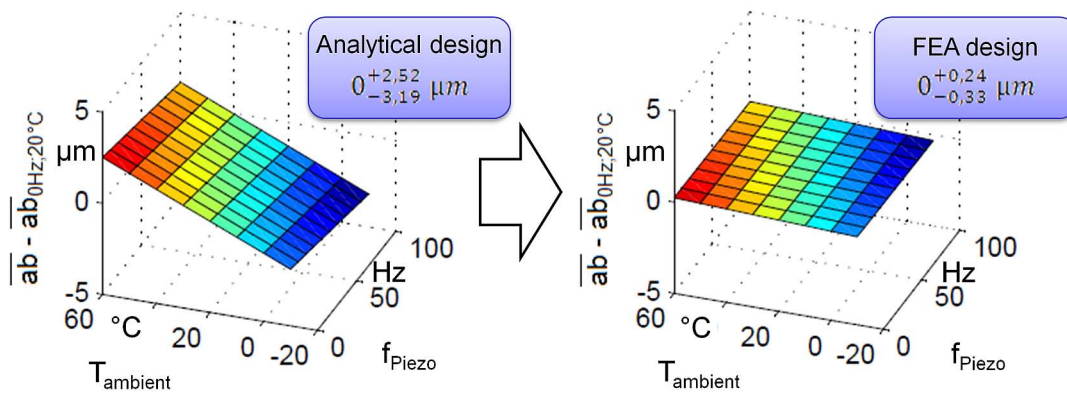 Analytical design
0 +2,52 −3,19 μm
5
μm
0
-5
ab - ab0Hz;20°C
60
°C
20
0
-20
Tambient
0
50
Hz
100
fPiezo
FEA design
0 +0,24 −0,33 μm
5
μm
0
-5
ab - ab0Hz;20°C
60
°C
20
0
-20
Tambient
0
50
Hz
100
fPiezo